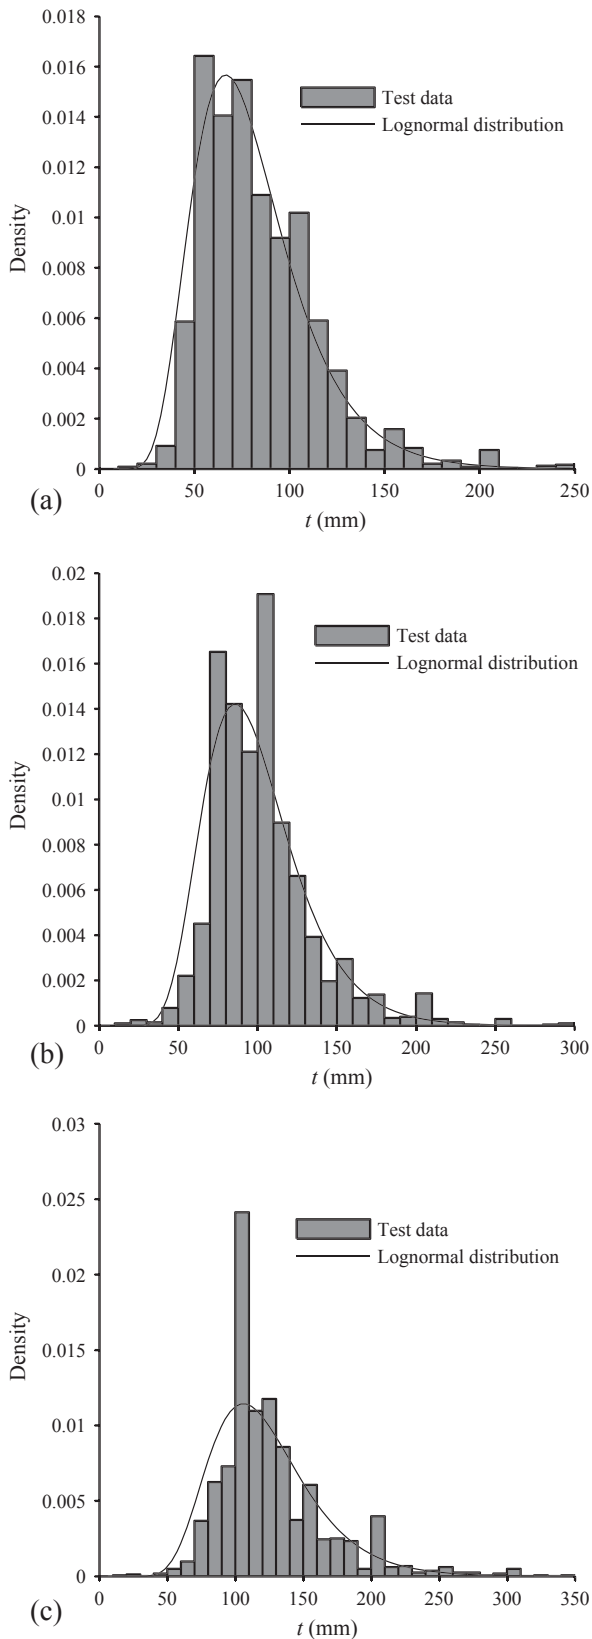 0.018
0.016
0.014
0.012
0.01
0.008
0.006
0.004
0.002
0
Density
Test data
Lognormal distribution
0 50 100 150 200 250
(a)
t (mm)
0.02
0.018
0.016
0.014
0.012
0.01
0.008
0.006
0.004
0.002
0
Density
Test data
Lognormal distribution
0 50 100 150 200 250 300
(b)
t (mm)
0.03
0.025
0.02
0.015
0.01
0.005
0
Density
Test data
Lognormal distribution
0 50 100 150 200 250 300 350
(c)
t (mm)